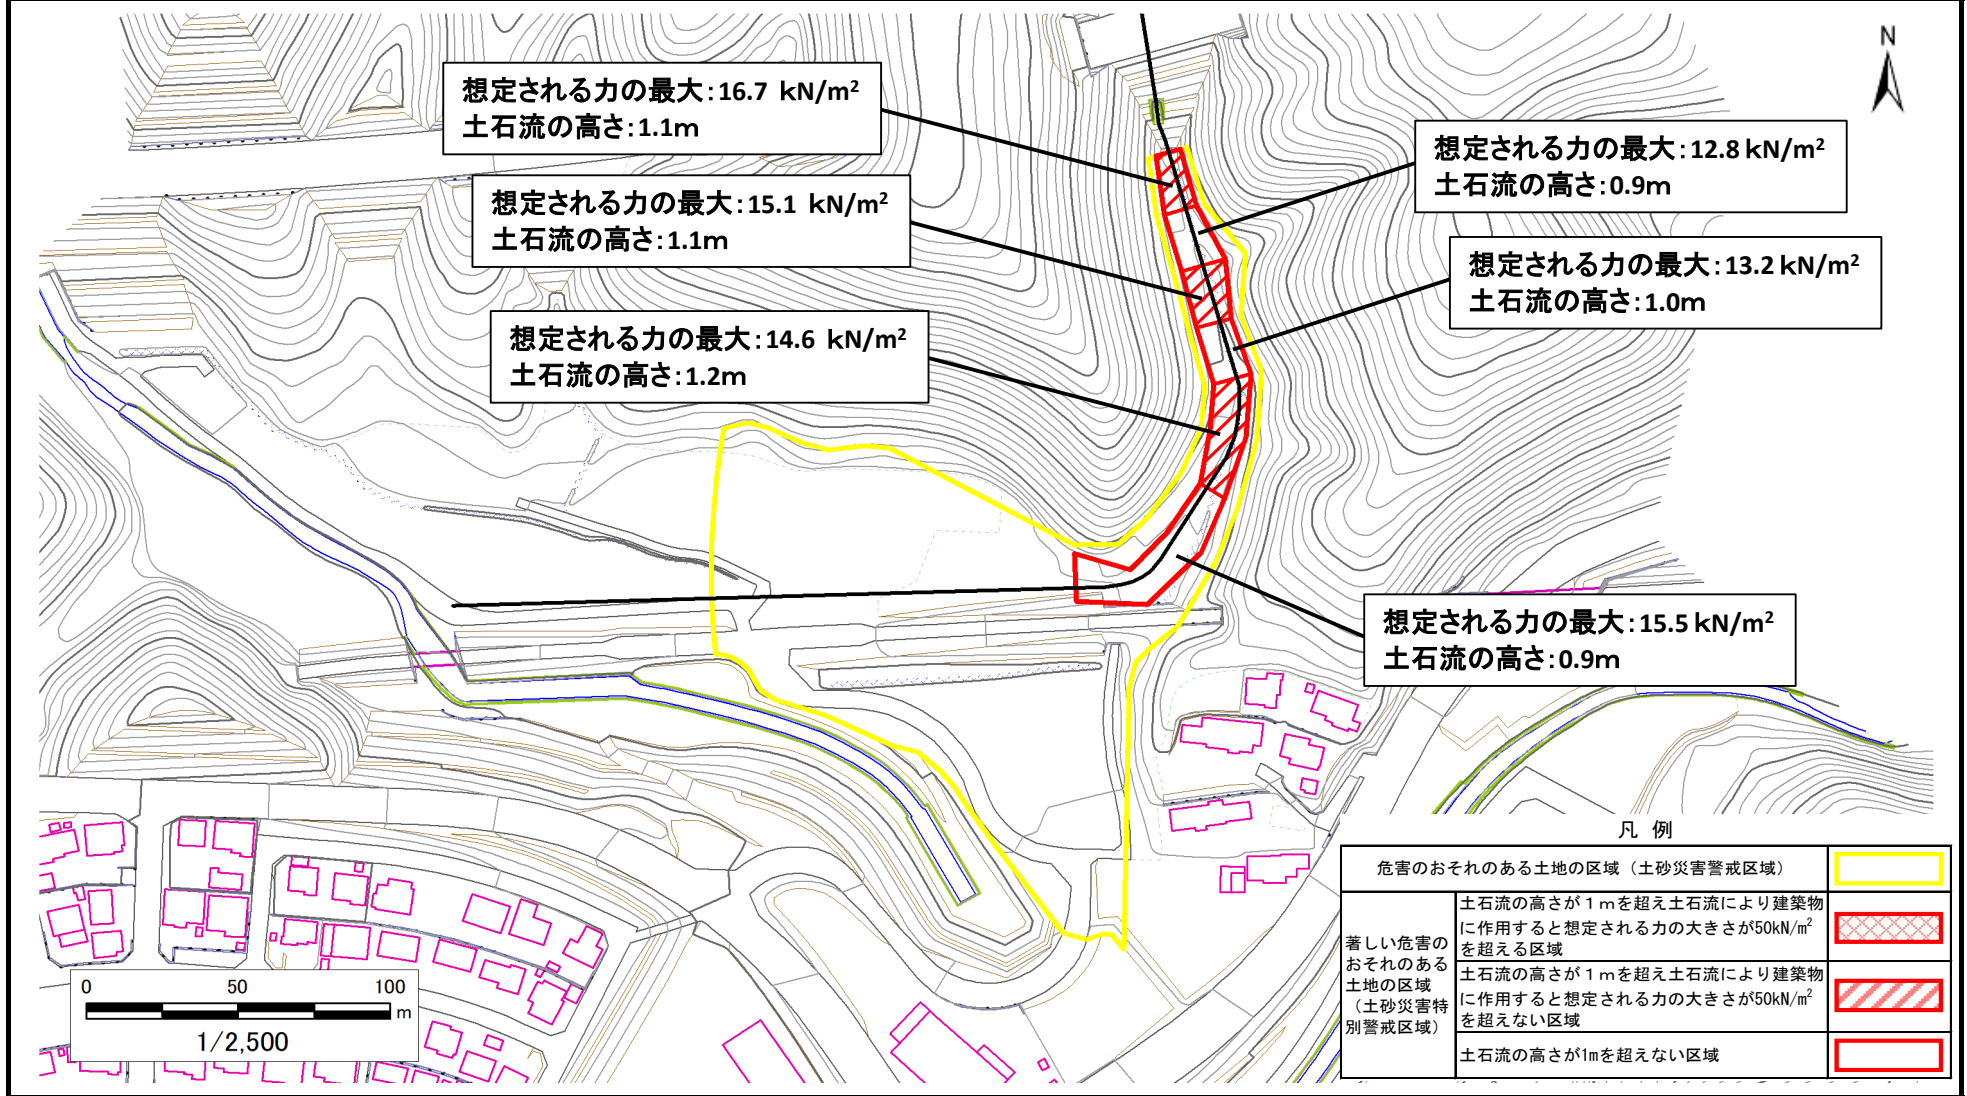 N
想定される力の最大：16.7 kN/m²
土石流の高さ：1.1m
想定される力の最大：12.8 kN/m²
土石流の高さ：0.9m
想定される力の最大：15.1 kN/m²
土石流の高さ：1.1m
想定される力の最大：13.2 kN/m²
土石流の高さ：1.0m
想定される力の最大：14.6 kN/m²
土石流の高さ：1.2m
想定される力の最大：15.5 kN/m²
土石流の高さ：0.9m
凡 例
危害のおそれのある土地の区域（土砂災害警戒区域）
著しい危害の
おそれのある
土地の区域
（土砂災害特
別警戒区域）
土石流の高さが１ｍを超え土石流により建築物
に作用すると想定される力の大きさが50kN/m²
を超える区域
土石流の高さが１ｍを超え土石流により建築物
に作用すると想定される力の大きさが50kN/m²
を超えない区域
土石流の高さが1mを超えない区域
0 50 100
m
1/2,500